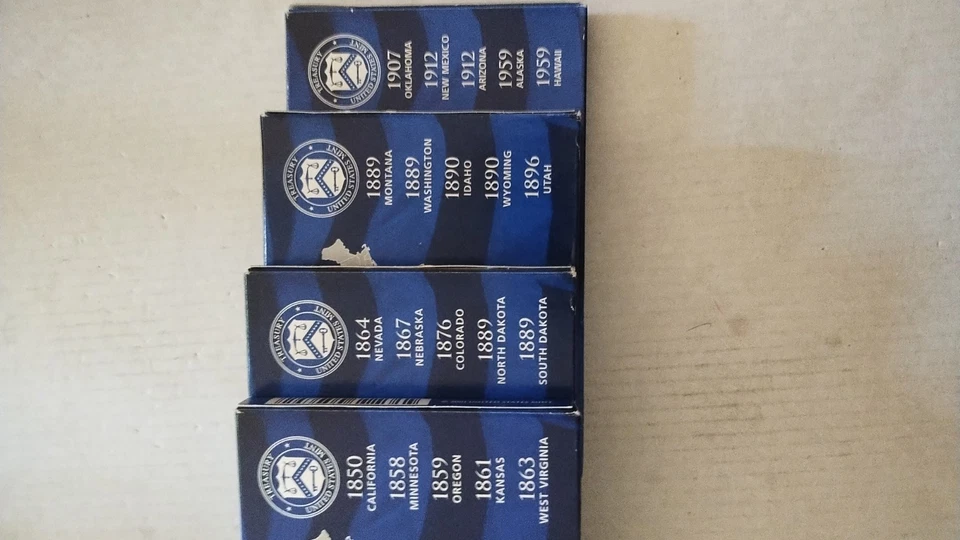 TREASURY
UNITED STATES MINT
1907
OKLAHOMA
1912
NEW MEXICO
1912
ARIZONA
1959
ALASKA
1959
HAWAII
TREASURY
UNITED STATES MINT
1889
MONTANA
1889
WASHINGTON
1890
IDAHO
1890
WYOMING
1896
UTAH
TREASURY
UNITED STATES MINT
1864
NEVADA
1867
NEBRASKA
1876
COLORADO
1889
NORTH DAKOTA
1889
SOUTH DAKOTA
TREASURY
UNITED STATES MINT
1850
CALIFORNIA
1858
MINNESOTA
1859
OREGON
1861
KANSAS
1863
WEST VIRGINIA